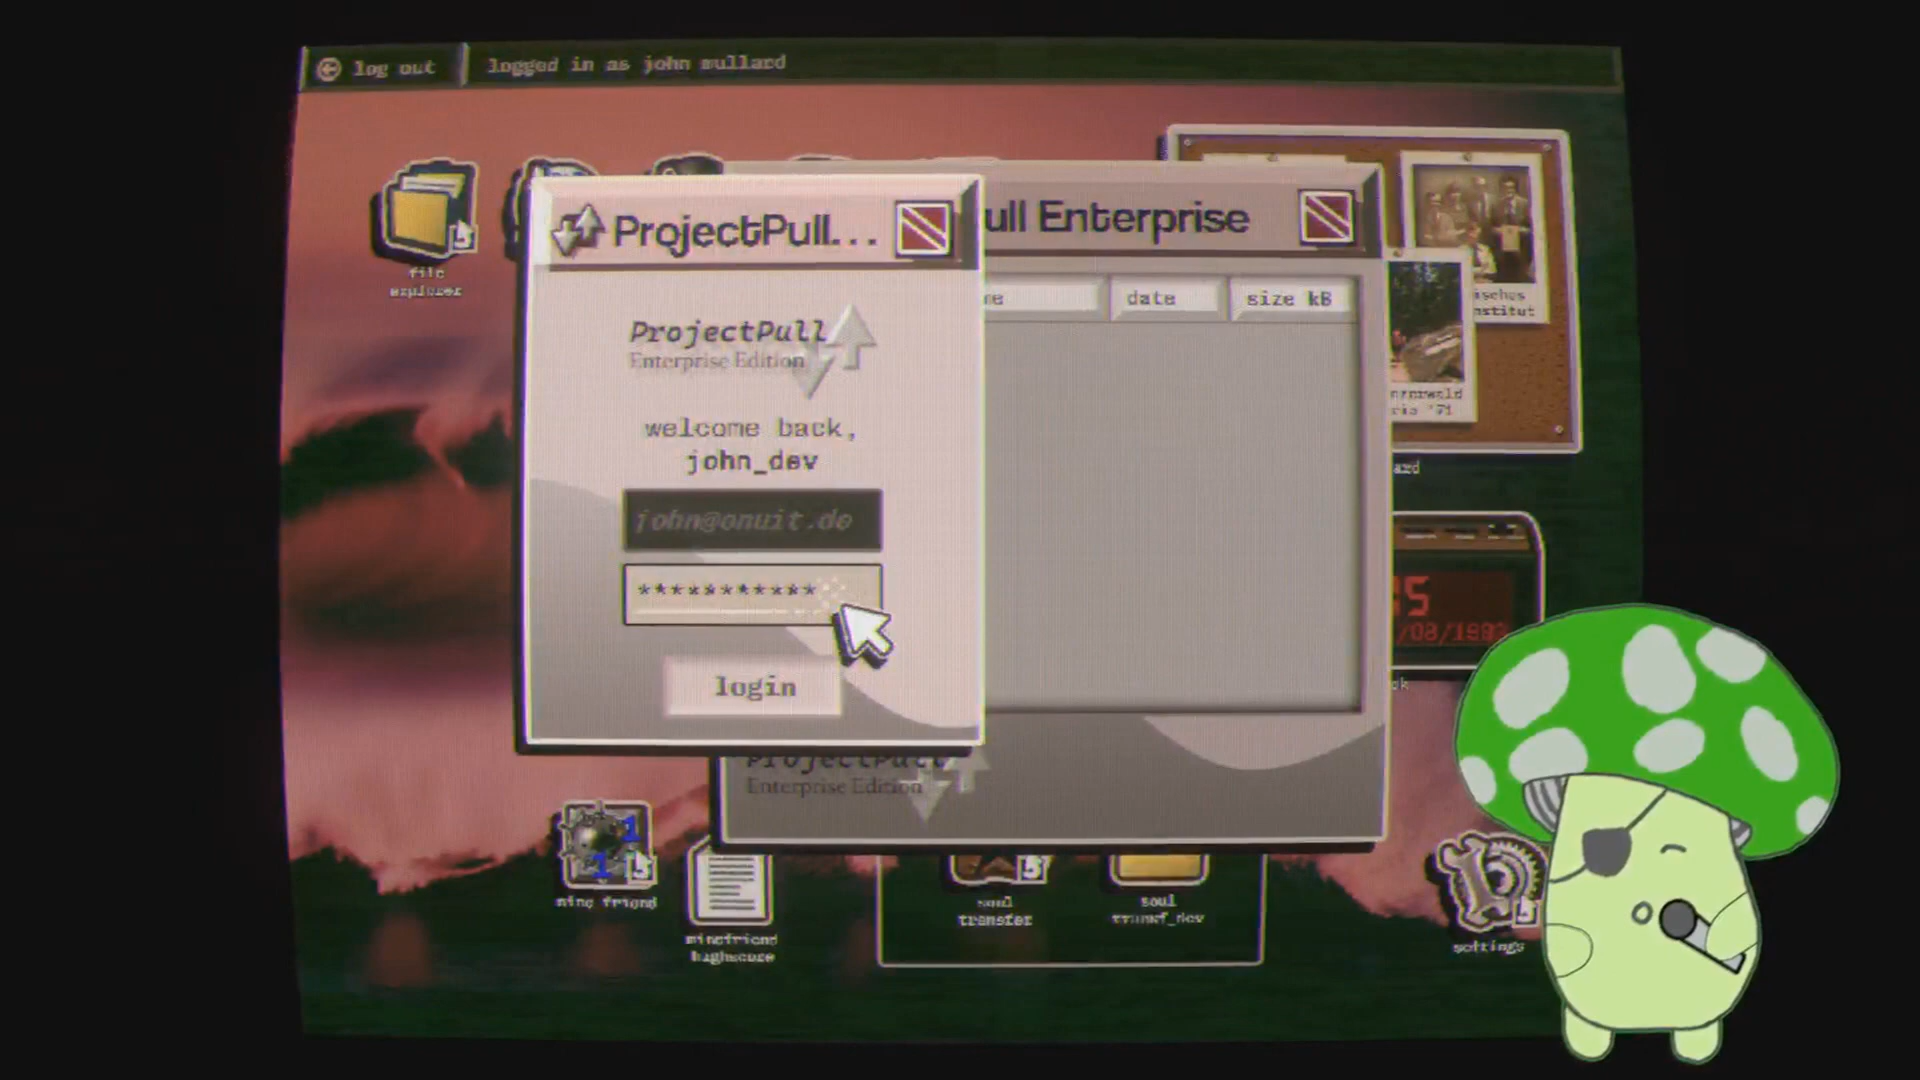 log out
logged in as john mullard
file
explorer
ProjectPull...
ull Enterprise
date
size kB
ProjectPull
Enterprise Edition
welcome back,
john_dev
john@onuit.de
***********
login
ProjectPull
Enterprise Edition
mine friend
minefriend
highscore
soul
transfer
soul
transf_dev
settings